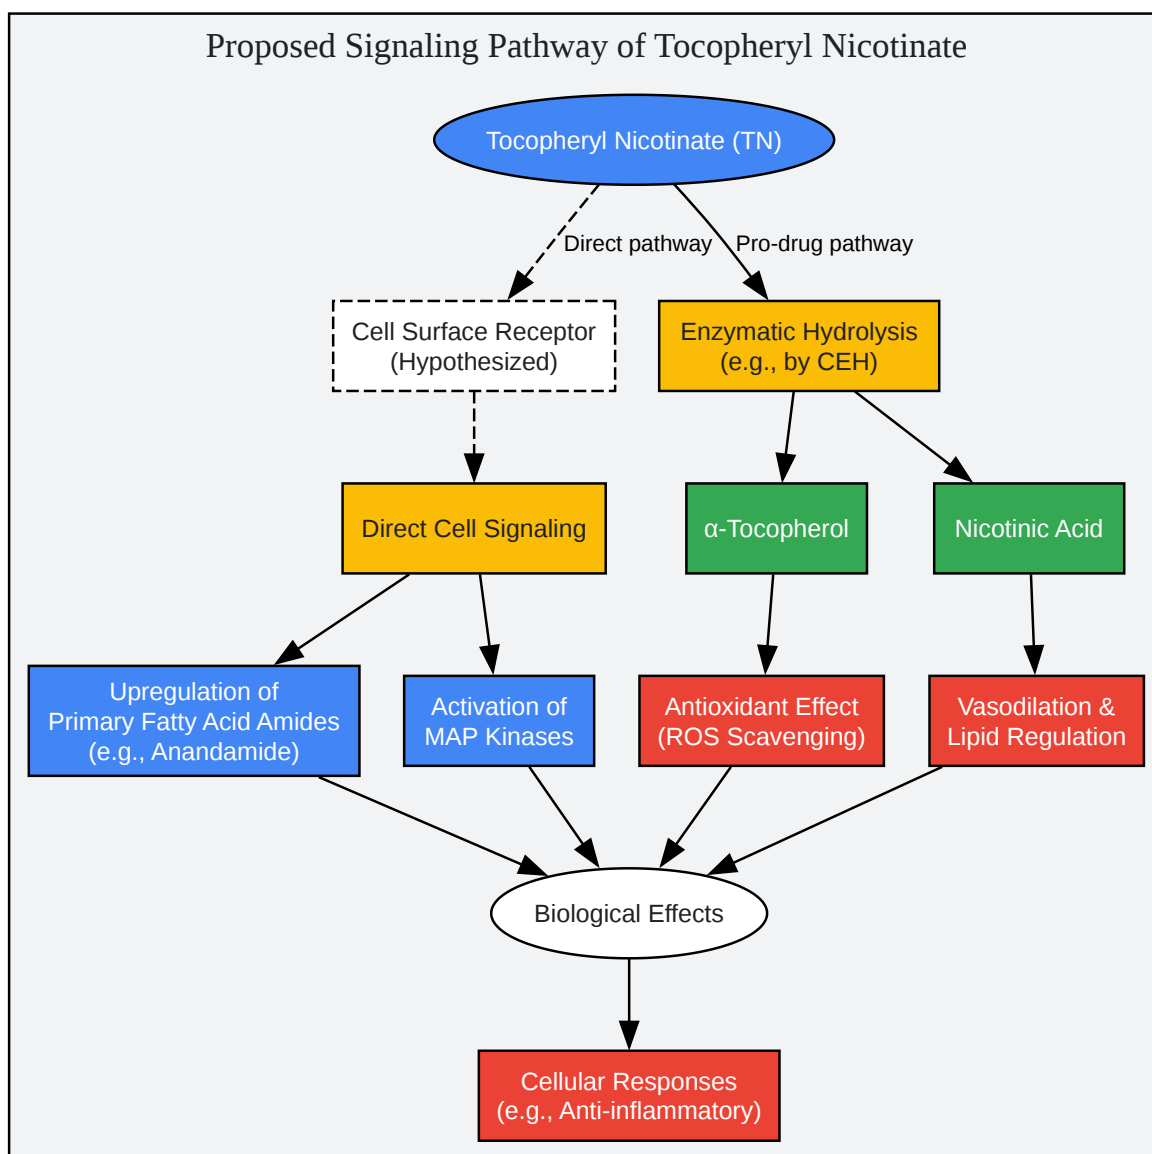 Proposed Signaling Pathway of Tocopheryl Nicotinate
Tocopheryl Nicotinate (TN)
Direct pathway
Pro-drug pathway
Cell Surface Receptor
(Hypothesized)
Enzymatic Hydrolysis
(e.g., by CEH)
Direct Cell Signaling
α-Tocopherol
Nicotinic Acid
Upregulation of
Primary Fatty Acid Amides
(e.g., Anandamide)
Activation of
MAP Kinases
Antioxidant Effect
(ROS Scavenging)
Vasodilation &
Lipid Regulation
Biological Effects
Cellular Responses
(e.g., Anti-inflammatory)